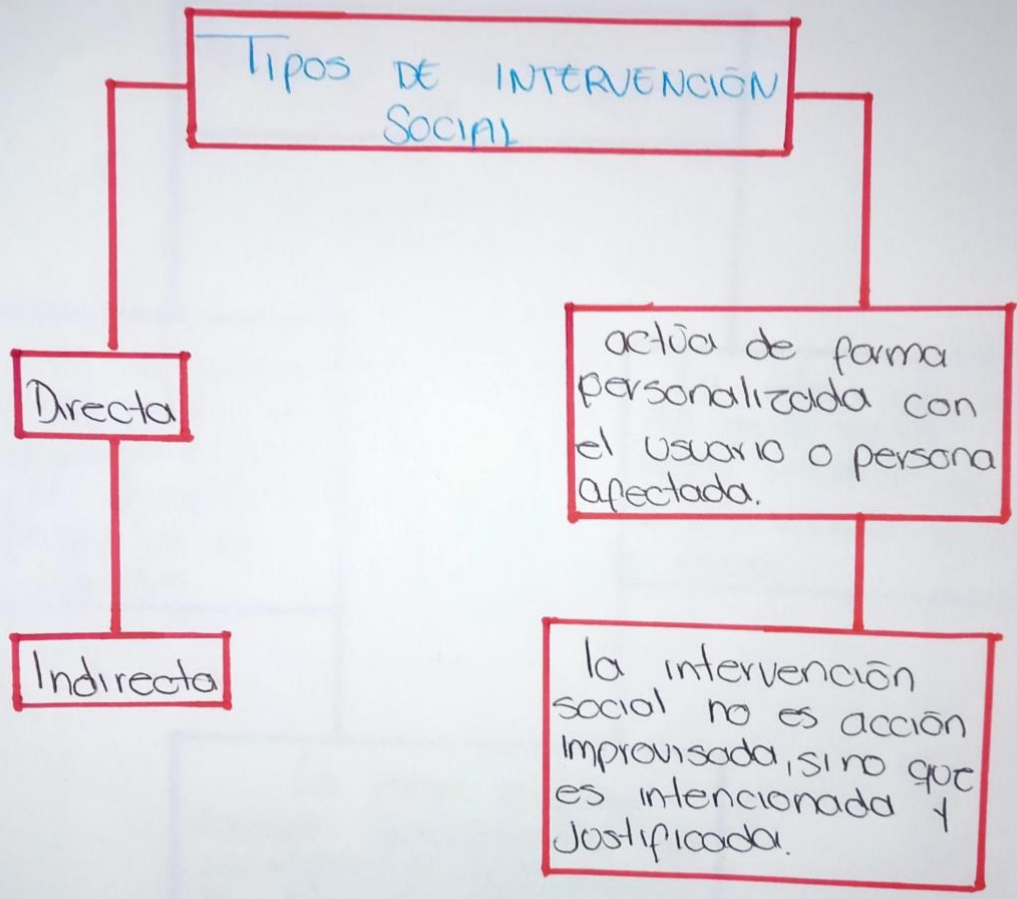 Tipos DE INTERVENCIÓN
SOCIAL
Directa
actúa de forma
personalizada con
el usuario o persona
afectada.
Indirecta
la intervención
social no es acción
improvisada, sino que
es intencionada y
Justificada.